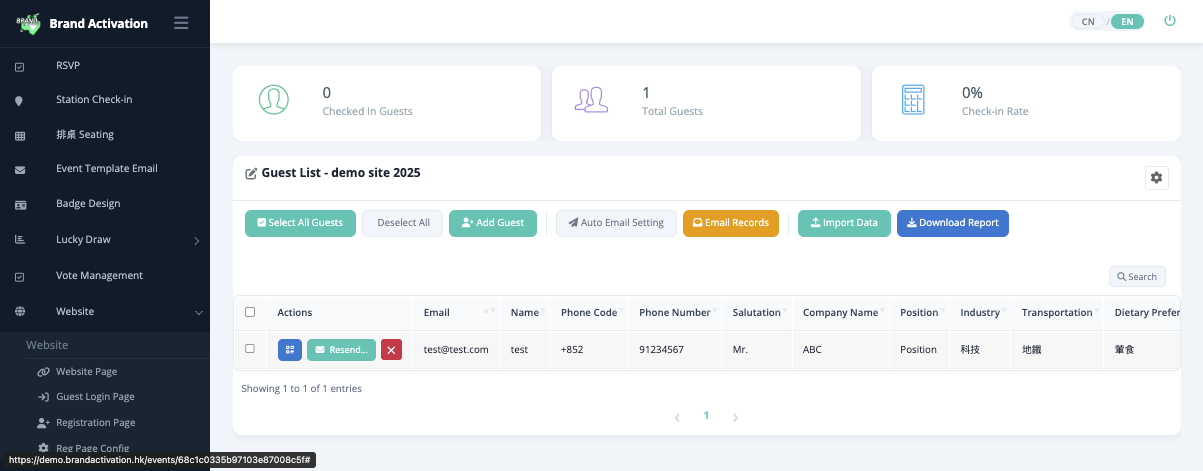 BRAND
Brand Activation
CN / EN
RSVP
Station Check-in
排桌 Seating
Event Template Email
Badge Design
Lucky Draw
Vote Management
Website
Website
Website Page
Guest Login Page
Registration Page
Reg Page Config
https://demo.brandactivation.hk/events/68c1c0335b97103e87008c5f#
0
Checked In Guests
1
Total Guests
0%
Check-in Rate
Guest List - demo site 2025
Select All Guests Deselect All Add Guest Auto Email Setting Email Records Import Data Download Report
Search
Actions Email Name Phone Code Phone Number Salutation Company Name Position Industry Transportation Dietary Prefer
Resend... test@test.com test +852 91234567 Mr. ABC Position 科技 地鐵 葷食
Showing 1 to 1 of 1 entries
‹ 1 ›